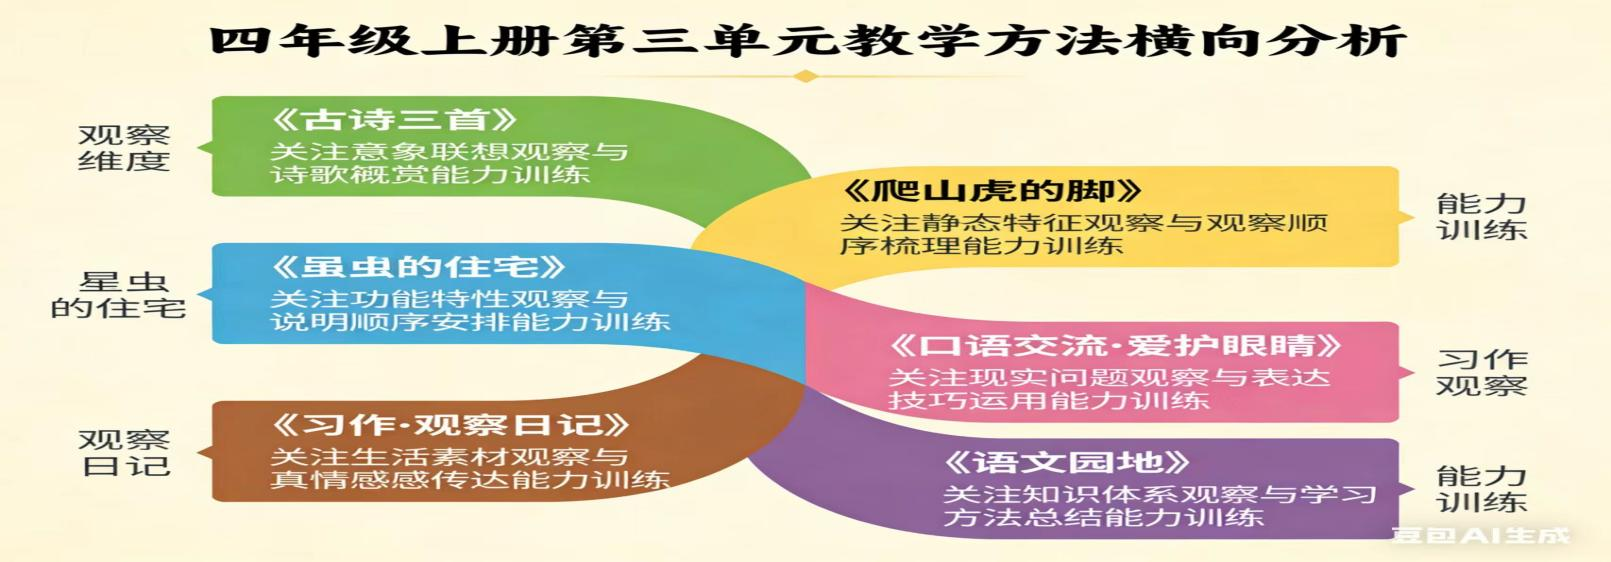 四年级上册第三单元教学方法横向分析
观察
维度
《古诗三首》
关注意象联想观察与
诗歌概赏能力训练
《爬山虎的脚》
关注静态特征观察与观察顺
序梳理能力训练
能力
训练
星虫
的住宅
《虽虫的住宅》
关注功能特性观察与
说明顺序安排能力训练
《口语交流·爱护眼睛》
关注现实问题观察与表达
技巧运用能力训练
习作
观察
观察
日记
《习作·观察日记》
关注生活素材观察与
真情感感传达能力训练
《语文园地》
关注知识体系观察与学习
方法总结能力训练
能力
训练
豆包AI生成